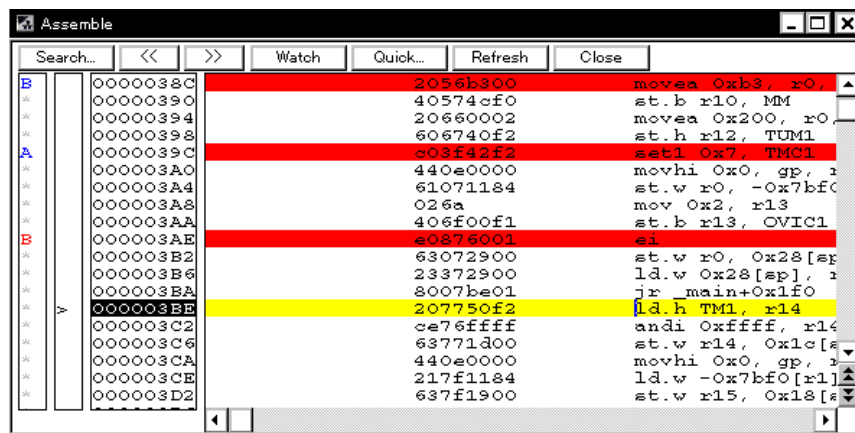 Assemble
Search... << >> Watch Quick... Refresh Close
B 0000038C 2056b300 movea 0xb3, r0,
* 00000390 40574cf0 st.b r10, MM
* 00000394 20660002 movea 0x200, r0,
* 00000398 606740f2 st.h r12, TUM1
A 0000039C c03f42f2 set1 0x7, TMC1
* 000003A0 440e0000 movhi 0x0, gp, r
* 000003A4 61071184 st.w r0, -0x7bf0
* 000003A8 026a mov 0x2, r13
* 000003AA 406f00f1 st.b r13, OVIC1
B 000003AE e0876001 ei
* 000003B2 63072900 st.w r0, 0x28[sp
* 000003B6 23372900 ld.w 0x28[sp], r
* 000003BA 8007be01 jr _main+0x1f0
* > 000003BE 207750f2 ld.h TM1, r14
* 000003C2 ce76ffff andi 0xffff, r14
* 000003C6 63771d00 st.w r14, 0x1c[s
* 000003CA 440e0000 movhi 0x0, gp, r
* 000003CE 217f1184 ld.w -0x7bf0[r1]
* 000003D2 637f1900 st.w r15, 0x18[s